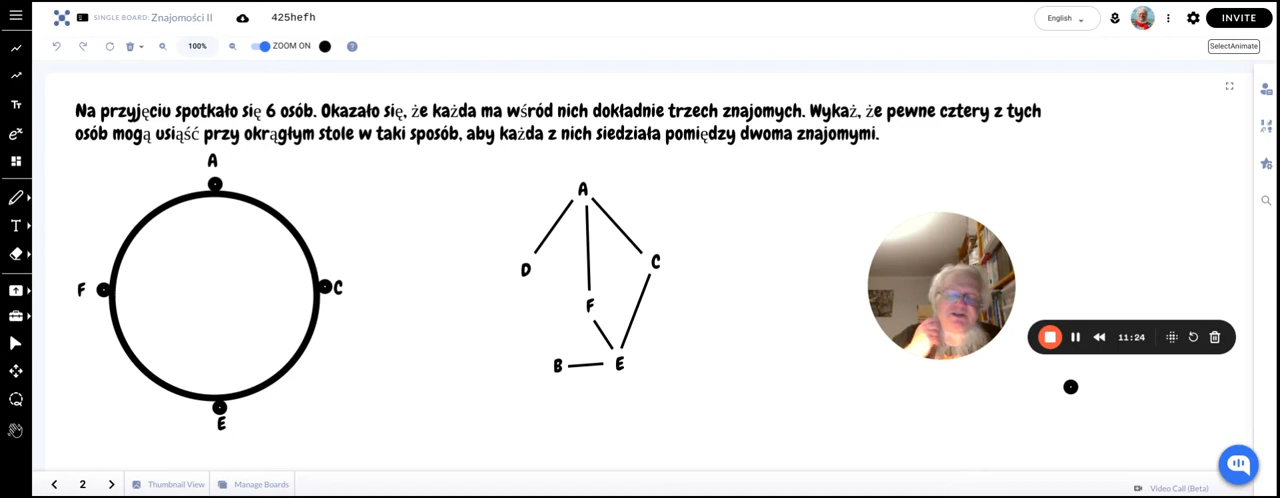 SINGLE BOARD: Znajomości II
425hefh
English
INVITE
100%
ZOOM ON
SelectAnimate
Na przyjęciu spotkało się 6 osób. Okazało się, że każda ma wśród nich dokładnie trzech znajomych. Wykaż, że pewne cztery z tych
osób mogą usiąść przy okrągłym stole w taki sposób, aby każda z nich siedziała pomiędzy dwoma znajomymi.
A
F
C
E
A
D
C
F
B
E
11:24
2
Thumbnail View
Manage Boards
Video Call (Beta)